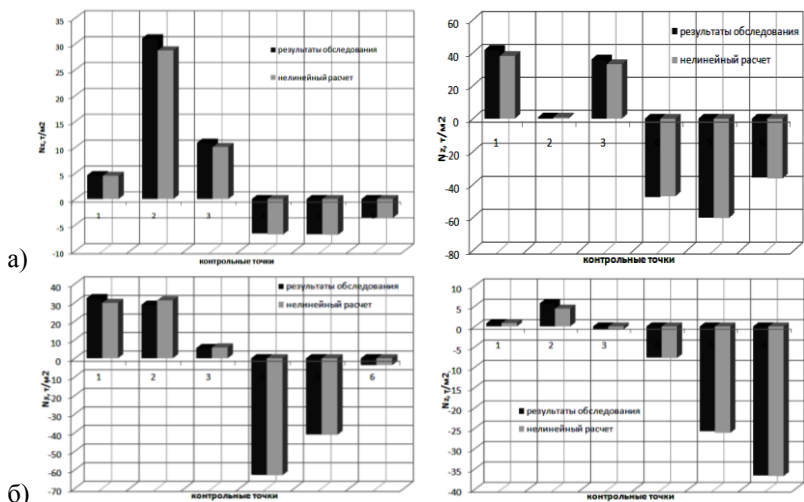 35
30
25
20
15
10
5
0
-5
-10
Nz, т/м2
результаты обследования
нелинейный расчет
1 2 3
контрольные точки
а)
60
40
20
0
-20
-40
-60
-80
Nz, т/м2
результаты обследования
нелинейный расчет
1 2 3
контрольные точки
40
30
20
10
0
-10
-20
-30
-40
-50
-60
-70
Nz, т/м2
результаты обследования
нелинейный расчет
1 2 3 6
контрольные точки
б)
10
5
0
-5
-10
-15
-20
-25
-30
-35
-40
Nz, т/м2
1 2 3
результаты обследования
нелинейный расчет
контрольные точки